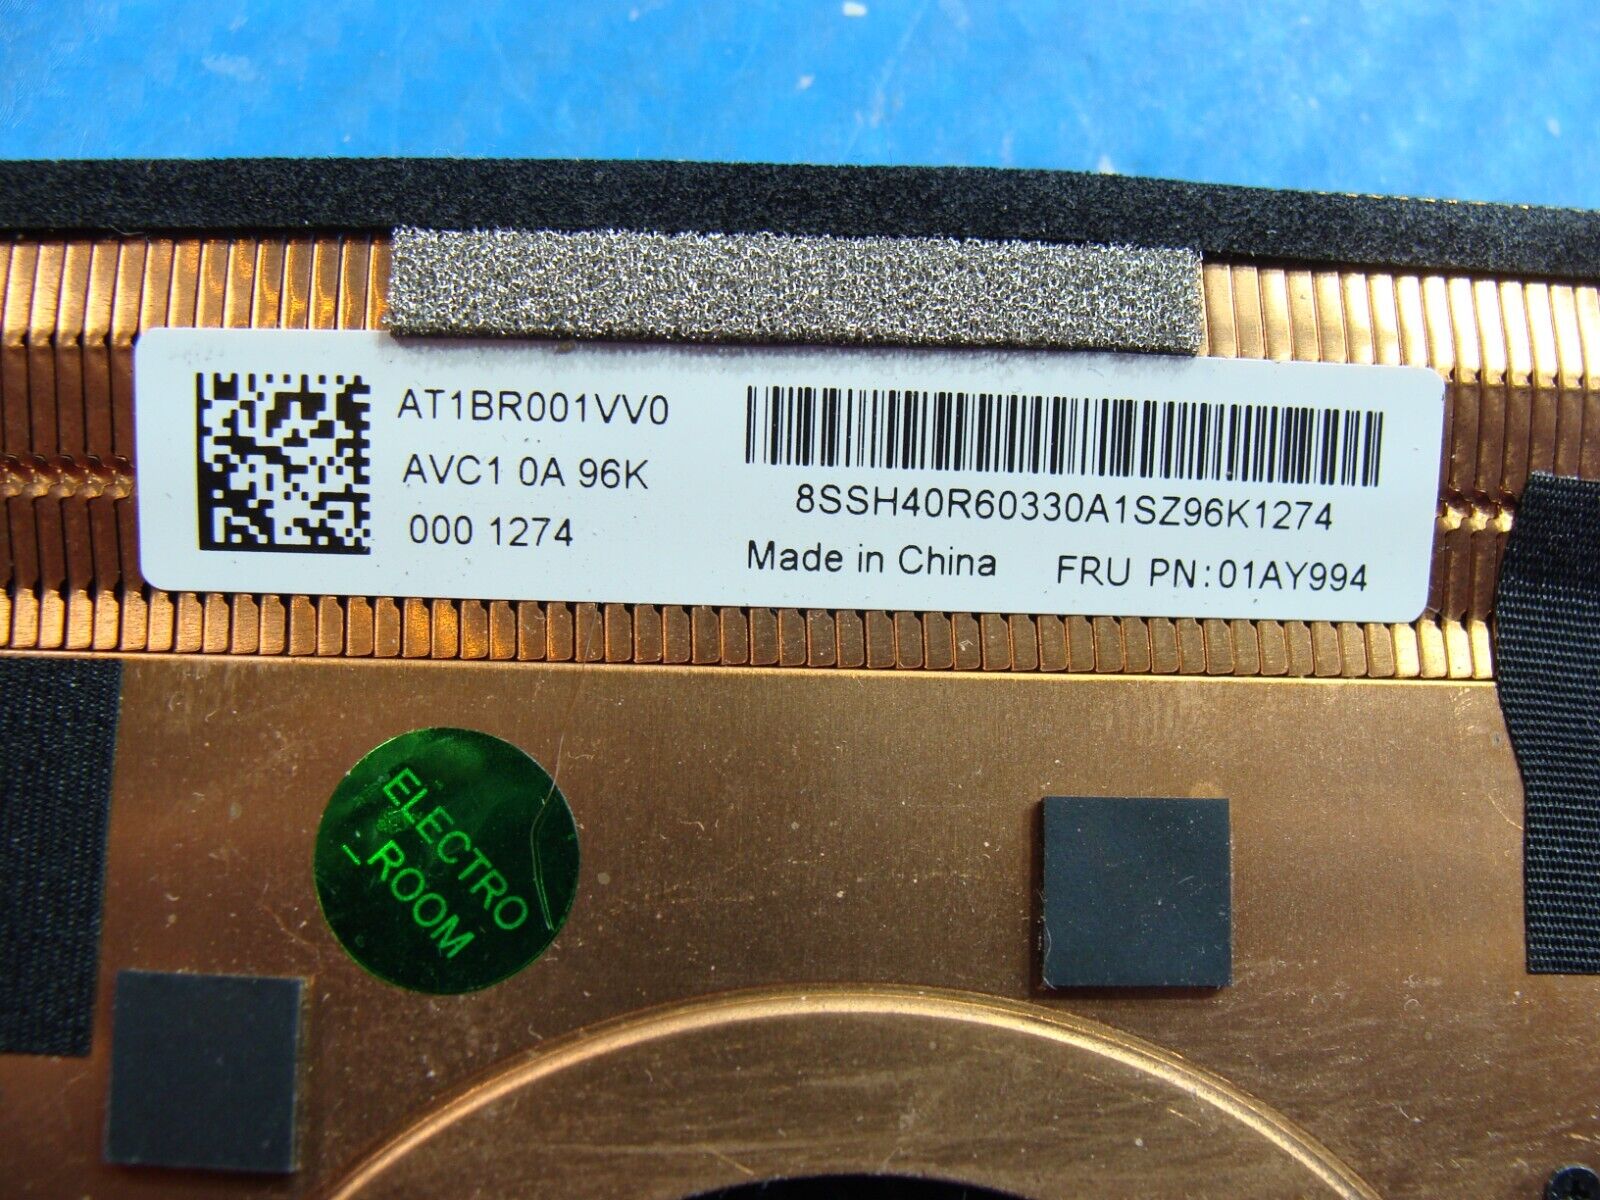 AT1BR001VV0
AVC1 0A 96K
000 1274
8SSH40R60330A1SZ96K1274
Made in China FRU PN:01AY994
ELECTRO
_ROOM